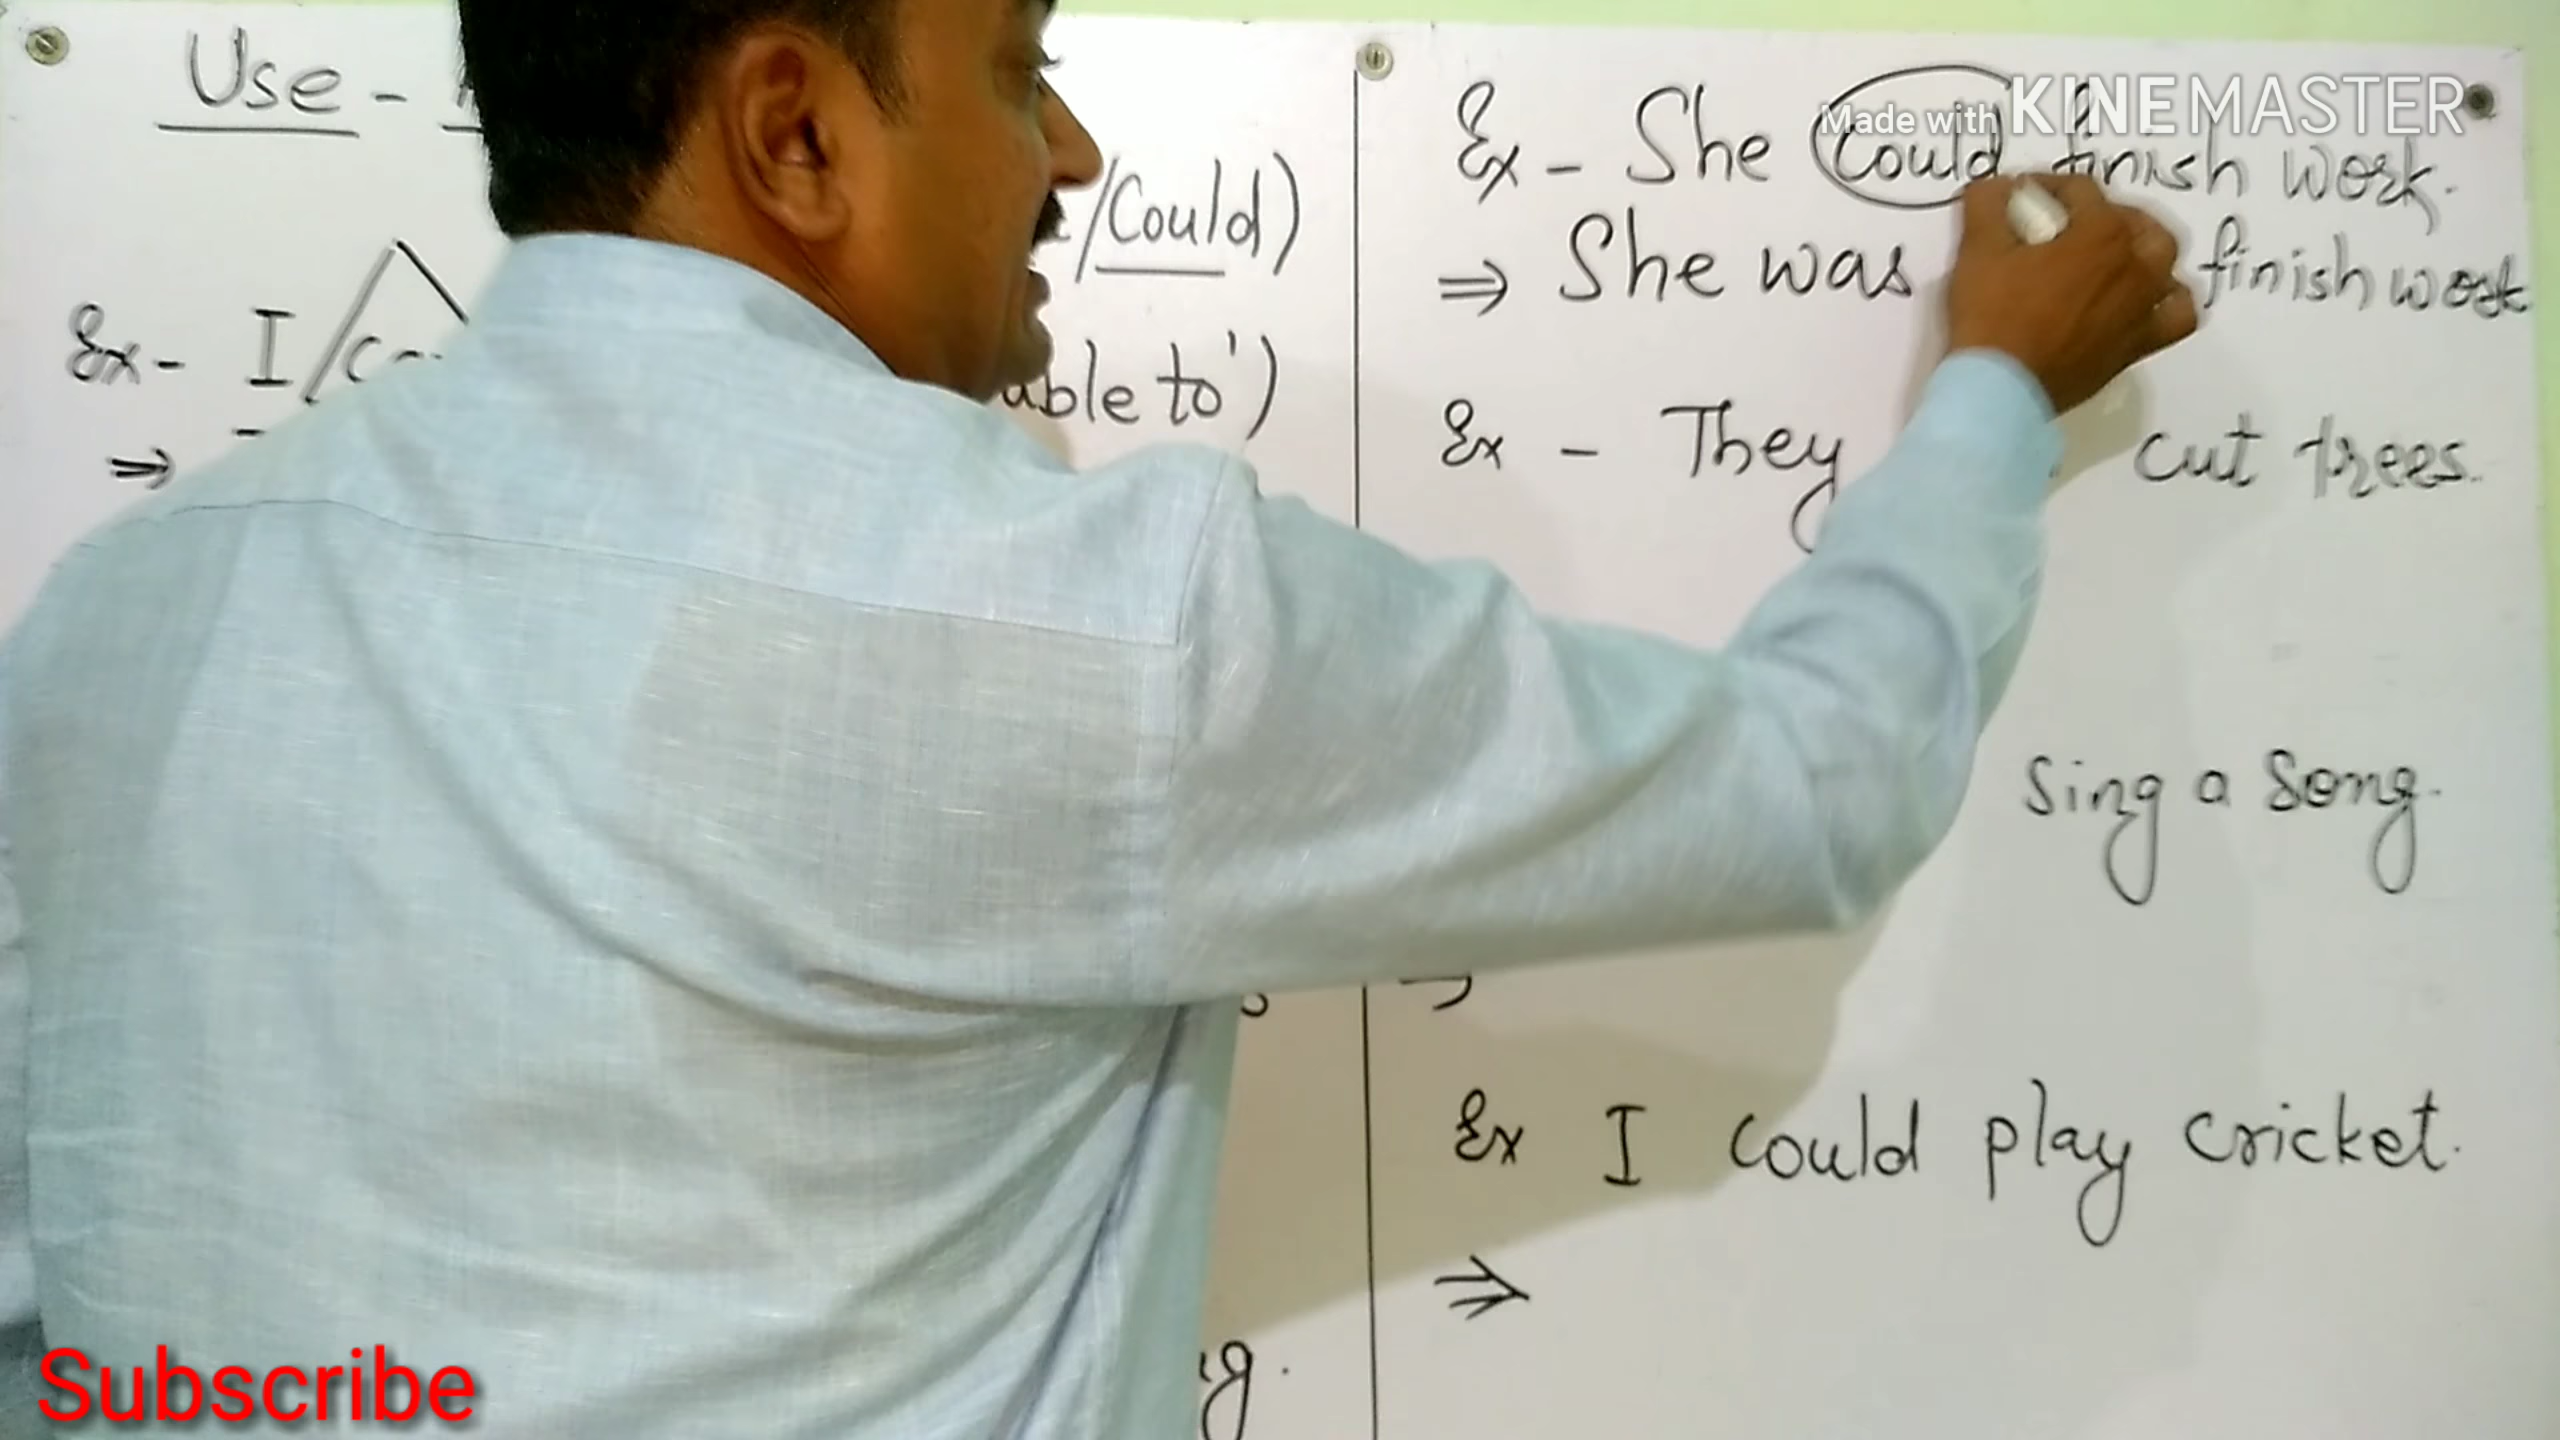 Use -
/Could)
Ex- I
able to')
⇒
Ex - She Could finish work.
⇒ She was finish work
Ex - They cut trees.
Sing a Song.
Ex I Could play cricket.
⇒
Made with KINEMASTER
Subscribe